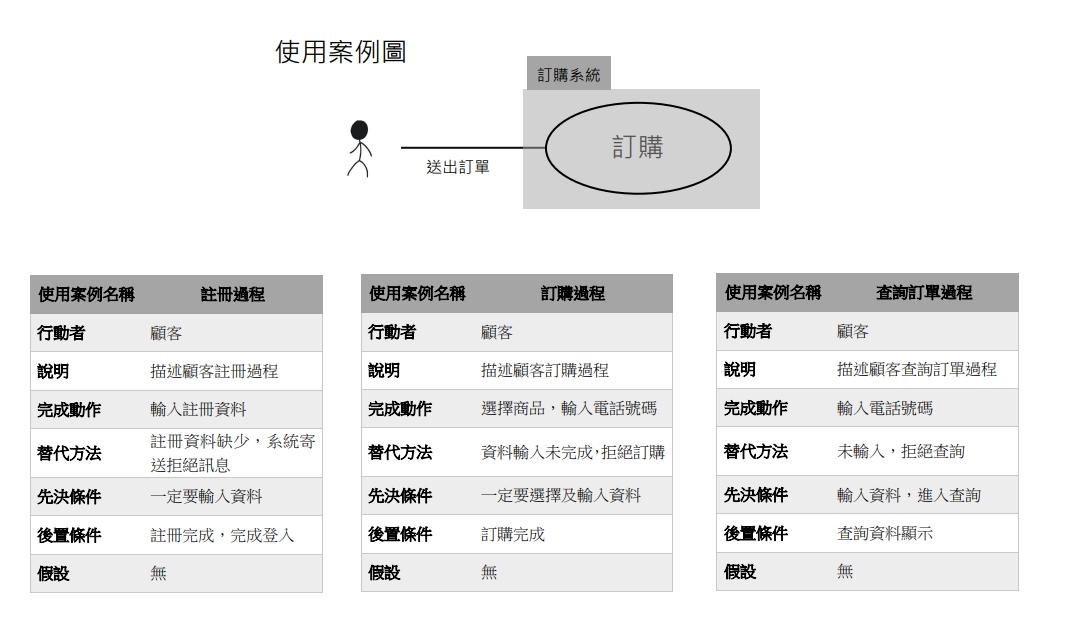 使用案例圖
訂購系統
訂購
送出訂單
使用案例名稱 註冊過程
行動者 顧客
說明 描述顧客註冊過程
完成動作 輸入註冊資料
替代方法 註冊資料缺少，系統寄
送拒絕訊息
先決條件 一定要輸入資料
後置條件 註冊完成，完成登入
假設 無
使用案例名稱 訂購過程
行動者 顧客
說明 描述顧客訂購過程
完成動作 選擇商品，輸入電話號碼
替代方法 資料輸入未完成，拒絕訂購
先決條件 一定要選擇及輸入資料
後置條件 訂購完成
假設 無
使用案例名稱 查詢訂單過程
行動者 顧客
說明 描述顧客查詢訂單過程
完成動作 輸入電話號碼
替代方法 未輸入，拒絕查詢
先決條件 輸入資料，進入查詢
後置條件 查詢資料顯示
假設 無